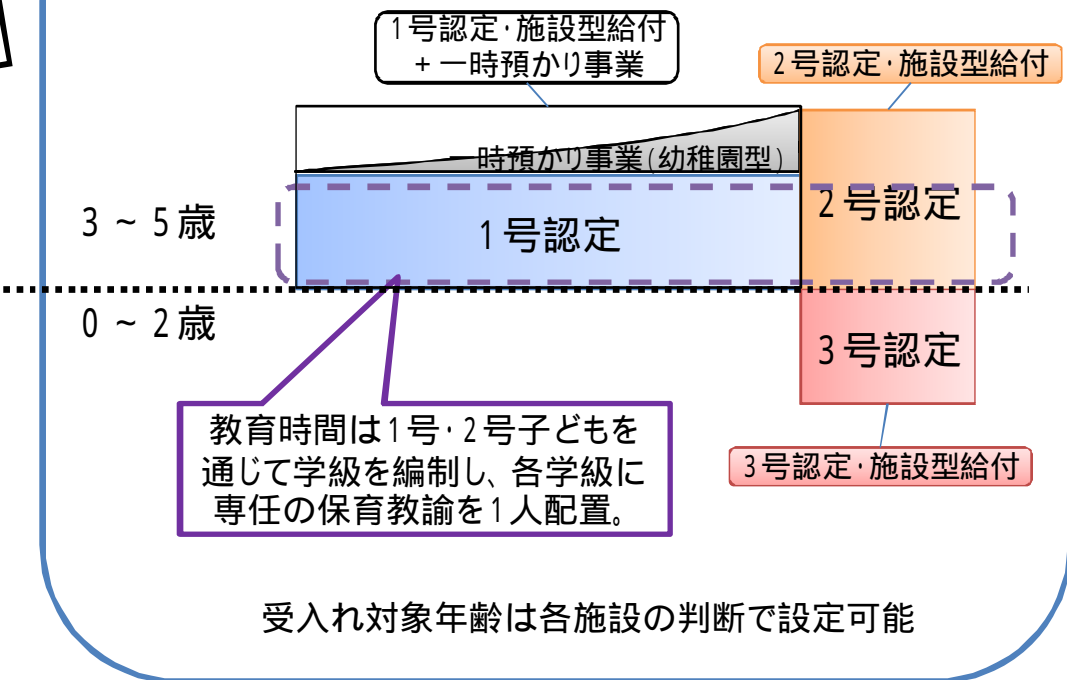 1号認定・施設型給付
+一時預かり事業
2号認定・施設型給付
一時預かり事業(幼稚園型)
3～5歳
1号認定
2号認定
0～2歳
3号認定
教育時間は1号・2号子どもを
通じて学級を編制し、各学級に
専任の保育教諭を1人配置。
3号認定・施設型給付
受入れ対象年齢は各施設の判断で設定可能